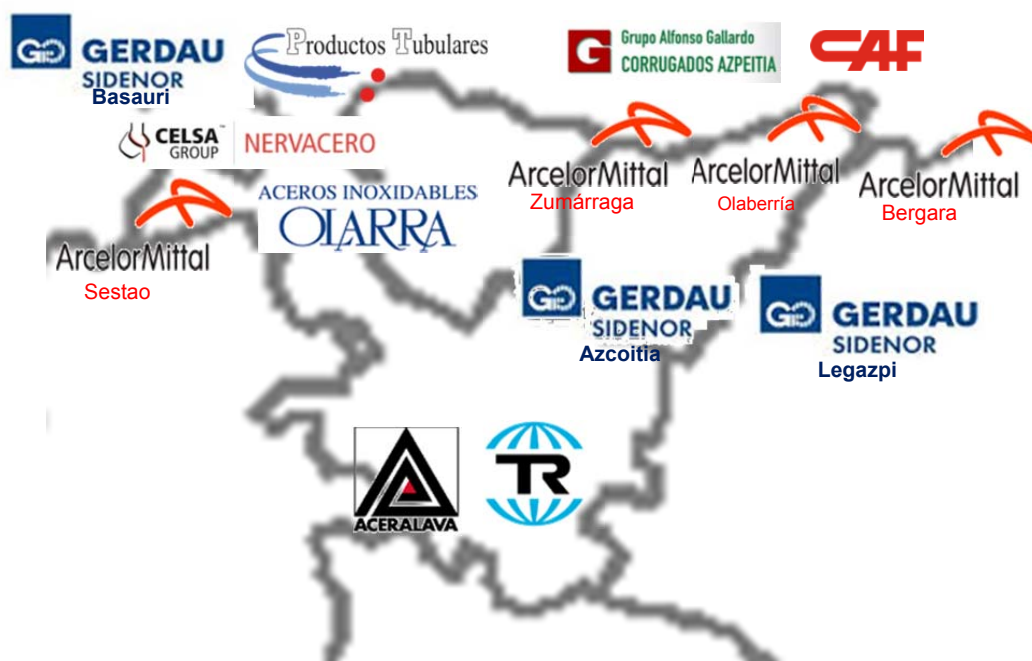 GERDAU
SIDENOR
Basauri
Productos Tubulares
Grupo Alfonso Gallardo
CORRUGADOS AZPEITIA
CAF
CELSA™
GROUP
NERVACERO
ArcelorMittal
Sestao
ACEROS INOXIDABLES
OLARRA
ArcelorMittal
Zumárraga
ArcelorMittal
Olaberría
ArcelorMittal
Bergara
GERDAU
SIDENOR
Azcoitia
GERDAU
SIDENOR
Legazpi
ACERALAVA
TR